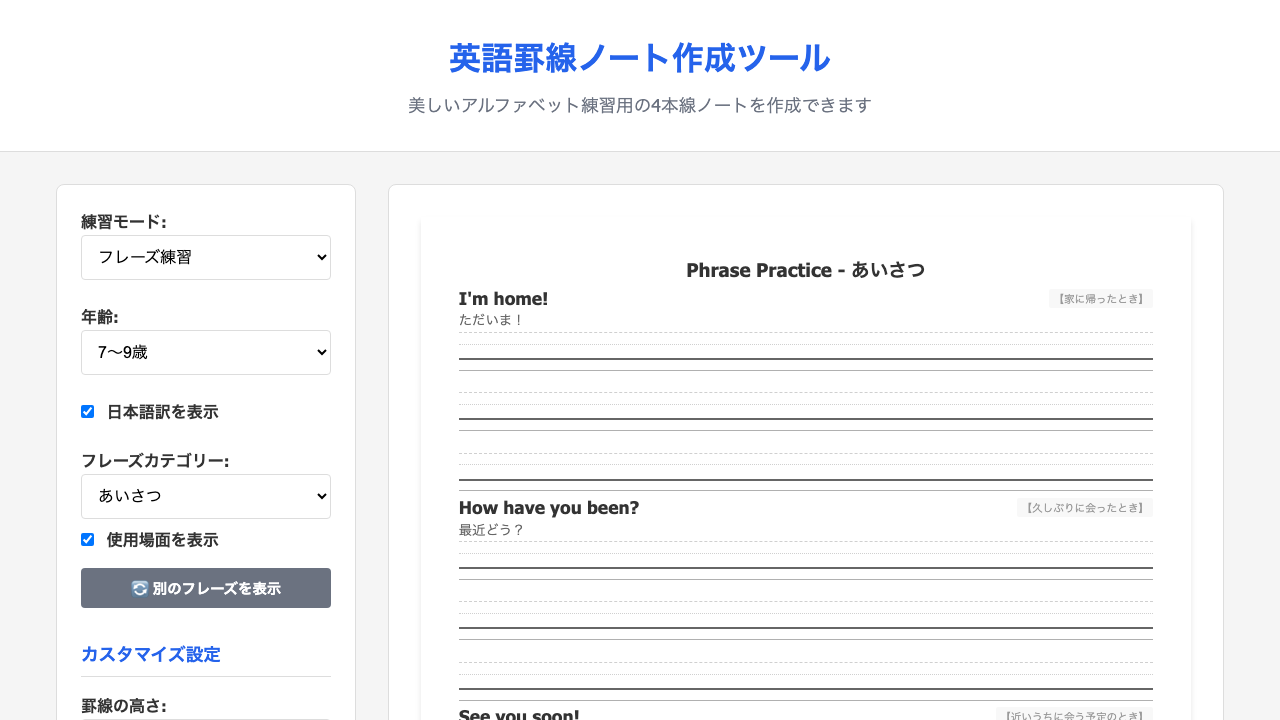 英語罫線ノート作成ツール
美しいアルファベット練習用の4本線ノートを作成できます
練習モード:
フレーズ練習
年齢:
7〜9歳
日本語訳を表示
フレーズカテゴリー:
あいさつ
使用場面を表示
🔄 別のフレーズを表示
カスタマイズ設定
罫線の高さ:
Phrase Practice - あいさつ
I'm home!
【家に帰ったとき】
ただいま！
How have you been?
【久しぶりに会ったとき】
最近どう？
See you soon!
【近いうちに会う予定のとき】